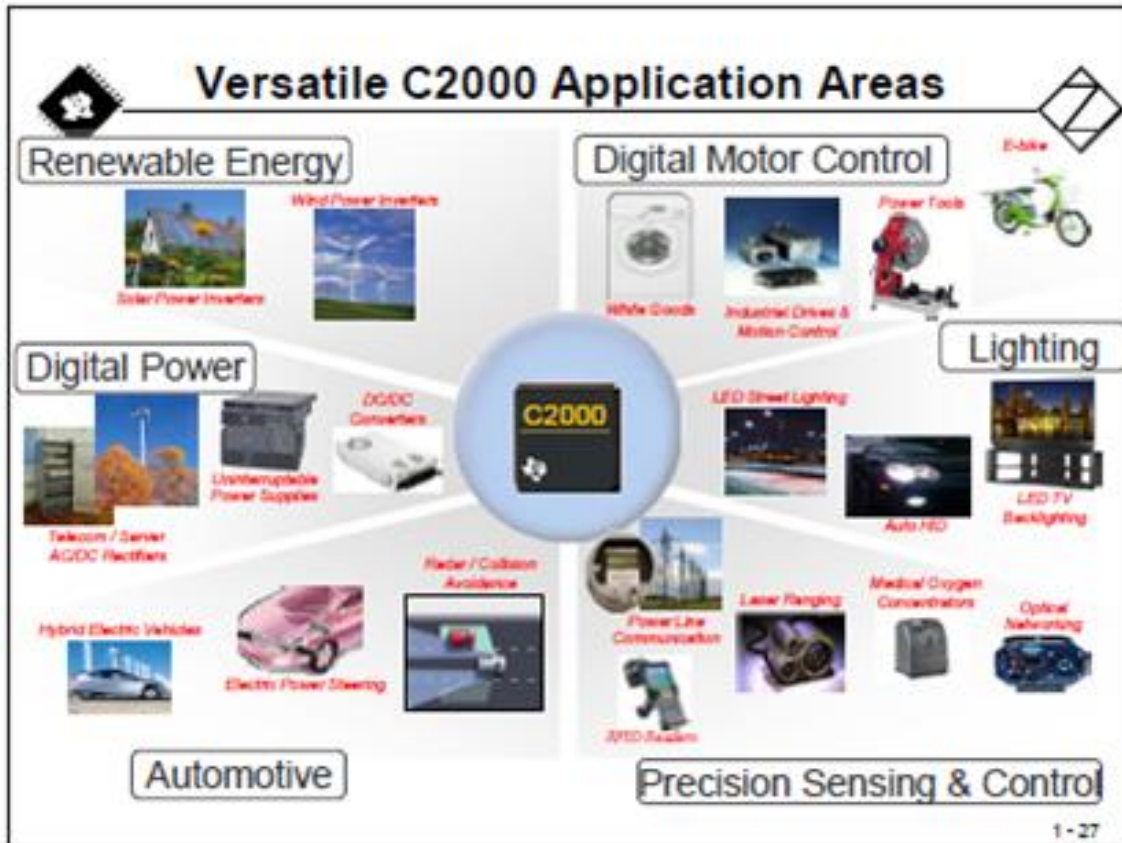 Versatile C2000 Application Areas
Renewable Energy
Wind Power Inverters
Solar Power Inverters
Digital Motor Control
E-bike
Power Tools
White Goods
Industrial Drives &
Motion Control
Digital Power
DC/DC
Converters
Uninterruptable
Power Supplies
Telecom / Server
AC/DC Rectifiers
C2000
Lighting
LED Street Lighting
Auto HID
LED TV
Backlighting
Radar / Collision
Avoidance
Hybrid Electric Vehicles
Electric Power Steering
Automotive
Power Line
Communication
Laser Ranging
Medical Oxygen
Concentrators
Optical
Networking
RFID Readers
Precision Sensing & Control
1 - 27